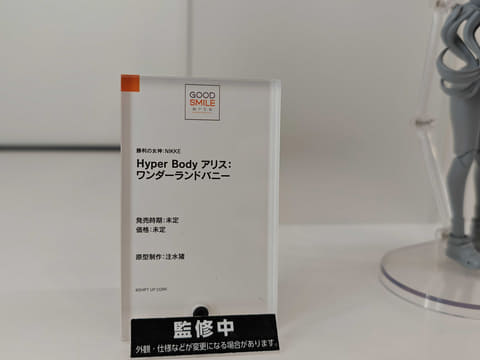 GOOD
SMILE
勝利の女神：NIKKE
Hyper Body アリス：
ワンダーランドバニー
発売時期：未定
価格：未定
原型制作：注水猪
©SHIFT UP CORP.
監修中
外観・仕様などが変更になる場合があります。